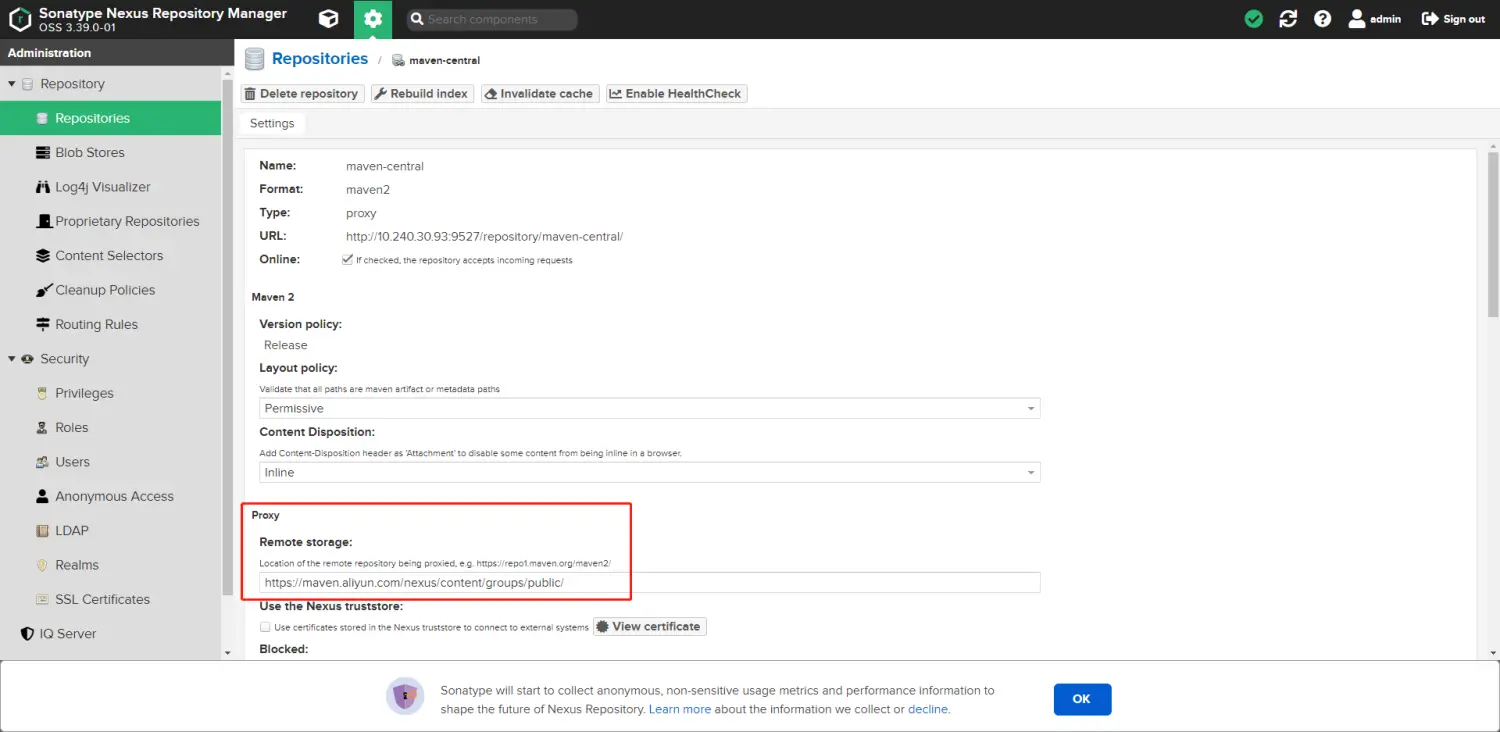 Sonatype Nexus Repository Manager
OSS 3.39.0-01
Search components
admin
Sign out
Administration
Repository
Repositories
Blob Stores
Log4j Visualizer
Proprietary Repositories
Content Selectors
Cleanup Policies
Routing Rules
Security
Privileges
Roles
Users
Anonymous Access
LDAP
Realms
SSL Certificates
IQ Server
Repositories / maven-central
Delete repository Rebuild index Invalidate cache Enable HealthCheck
Settings
Name: maven-central
Format: maven2
Type: proxy
URL: http://10.240.30.93:9527/repository/maven-central/
Online: If checked, the repository accepts incoming requests
Maven 2
Version policy:
Release
Layout policy:
Validate that all paths are maven artifact or metadata paths
Permissive
Content Disposition:
Add Content-Disposition header as 'Attachment' to disable some content from being inline in a browser.
Inline
Proxy
Remote storage:
Location of the remote repository being proxied, e.g. https://repo1.maven.org/maven2/
https://maven.aliyun.com/nexus/content/groups/public/
Use the Nexus truststore:
Use certificates stored in the Nexus truststore to connect to external systems View certificate
Blocked:
Sonatype will start to collect anonymous, non-sensitive usage metrics and performance information to
shape the future of Nexus Repository. Learn more about the information we collect or decline.
OK